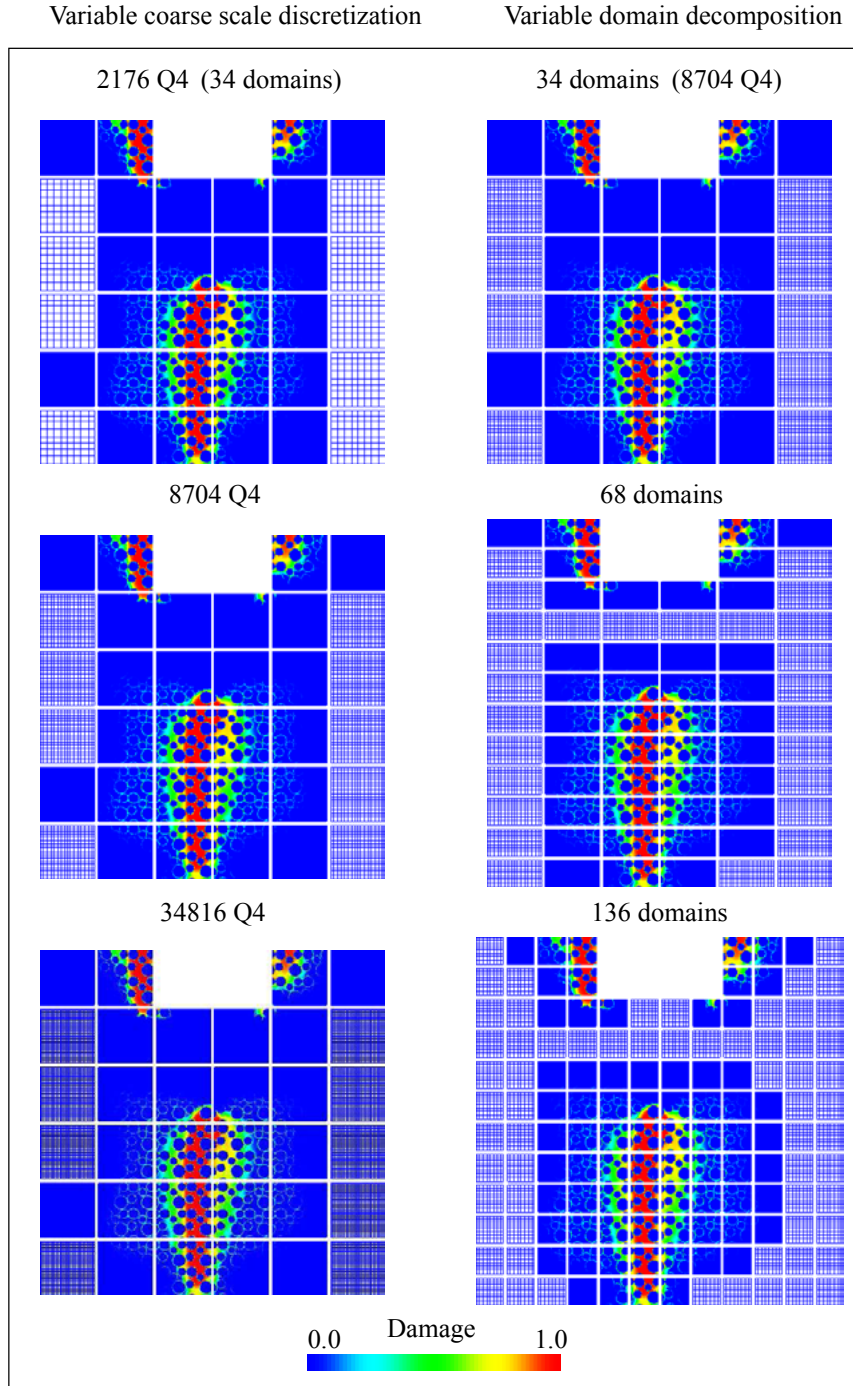 Variable coarse scale discretization
Variable domain decomposition
2176 Q4 (34 domains)
34 domains (8704 Q4)
8704 Q4
68 domains
34816 Q4
136 domains
0.0 Damage 1.0